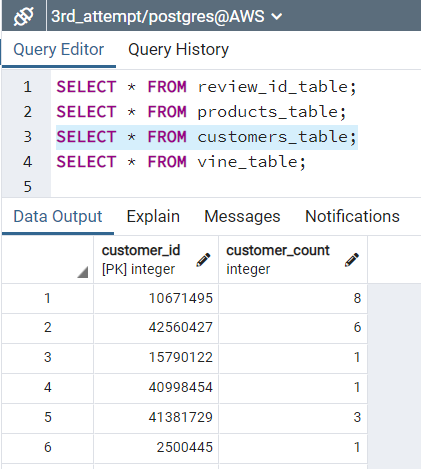 3rd_attempt/postgres@AWS
Query Editor Query History
1 SELECT * FROM review_id_table;
2 SELECT * FROM products_table;
3 SELECT * FROM customers_table;
4 SELECT * FROM vine_table;
5
Data Output Explain Messages Notifications
customer_id customer_count
[PK] integer integer
1 10671495 8
2 42560427 6
3 15790122 1
4 40998454 1
5 41381729 3
6 2500445 1